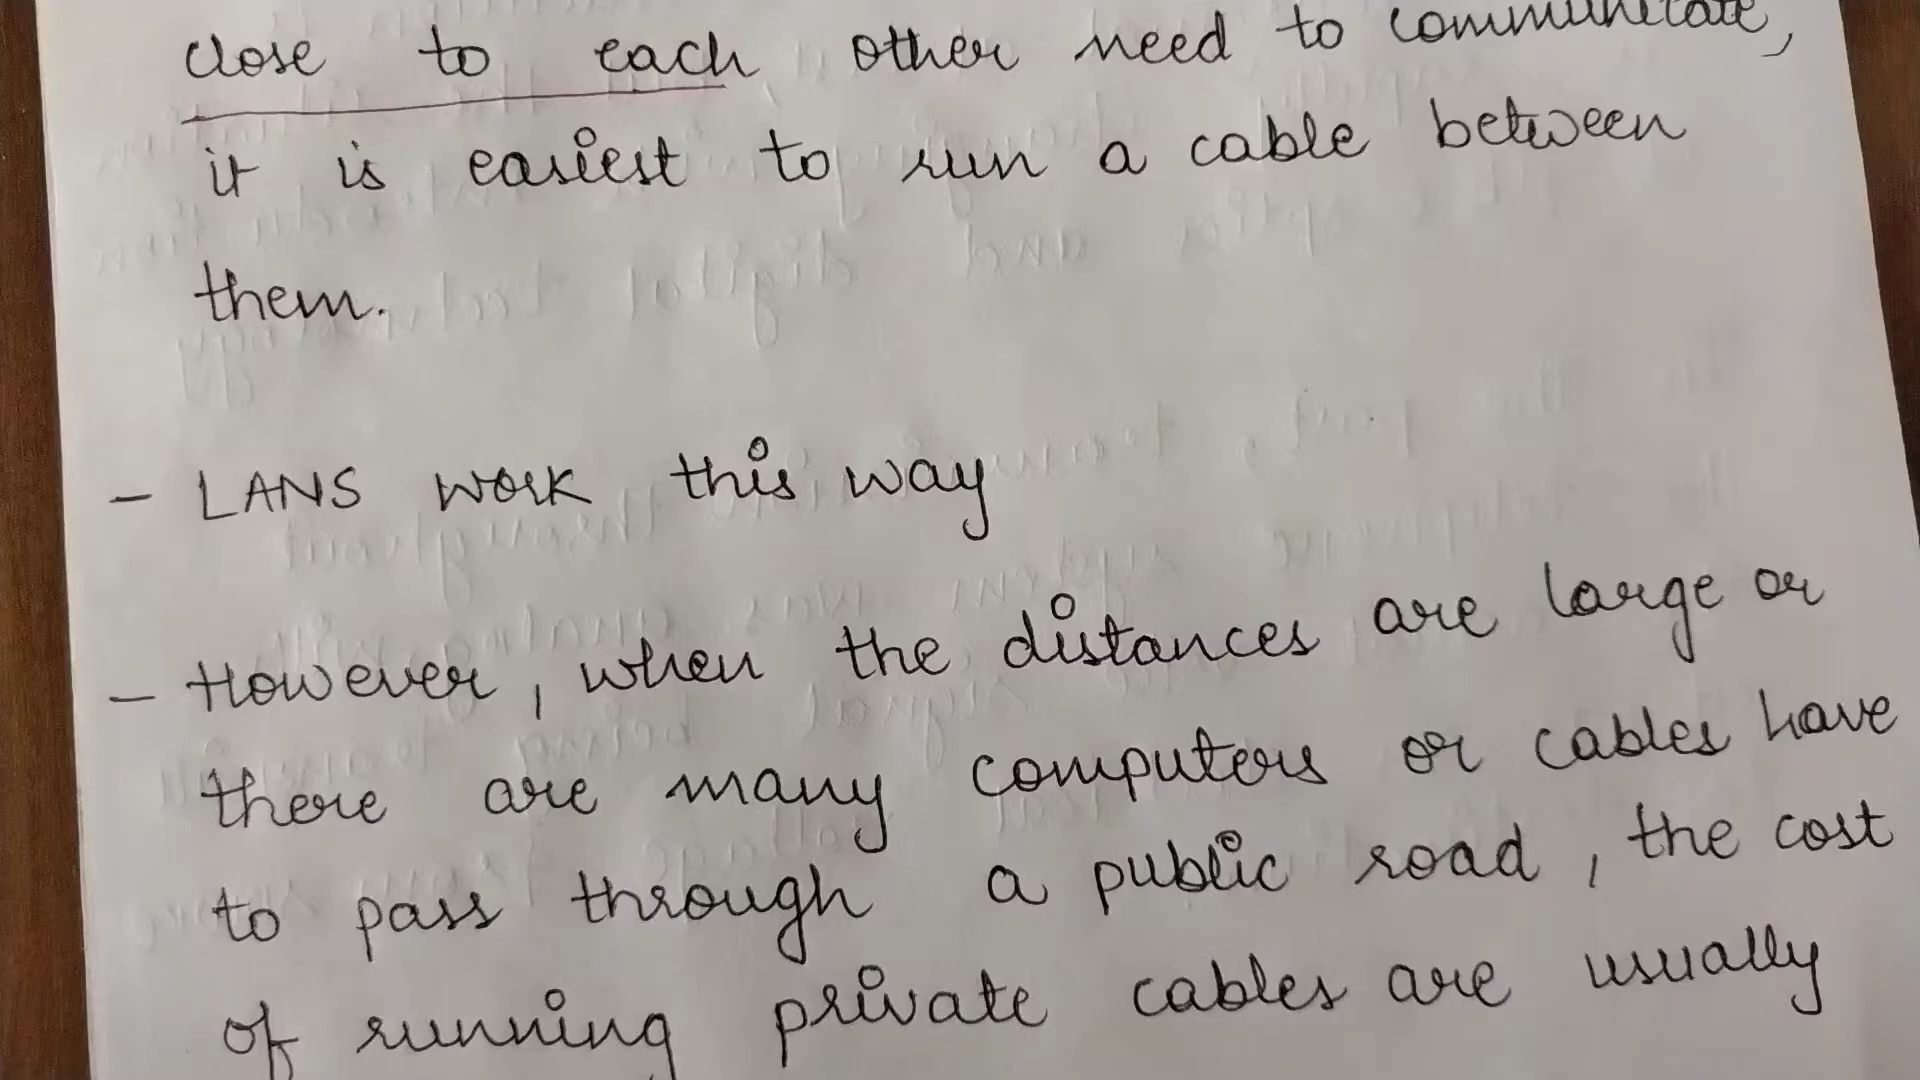 close to each other need to communicate,
it is easiest to run a cable between
them.
- LANS work this way
- However, when the distances are large or
there are many computers or cables have
to pass through a public road, the cost
of running private cables are usually